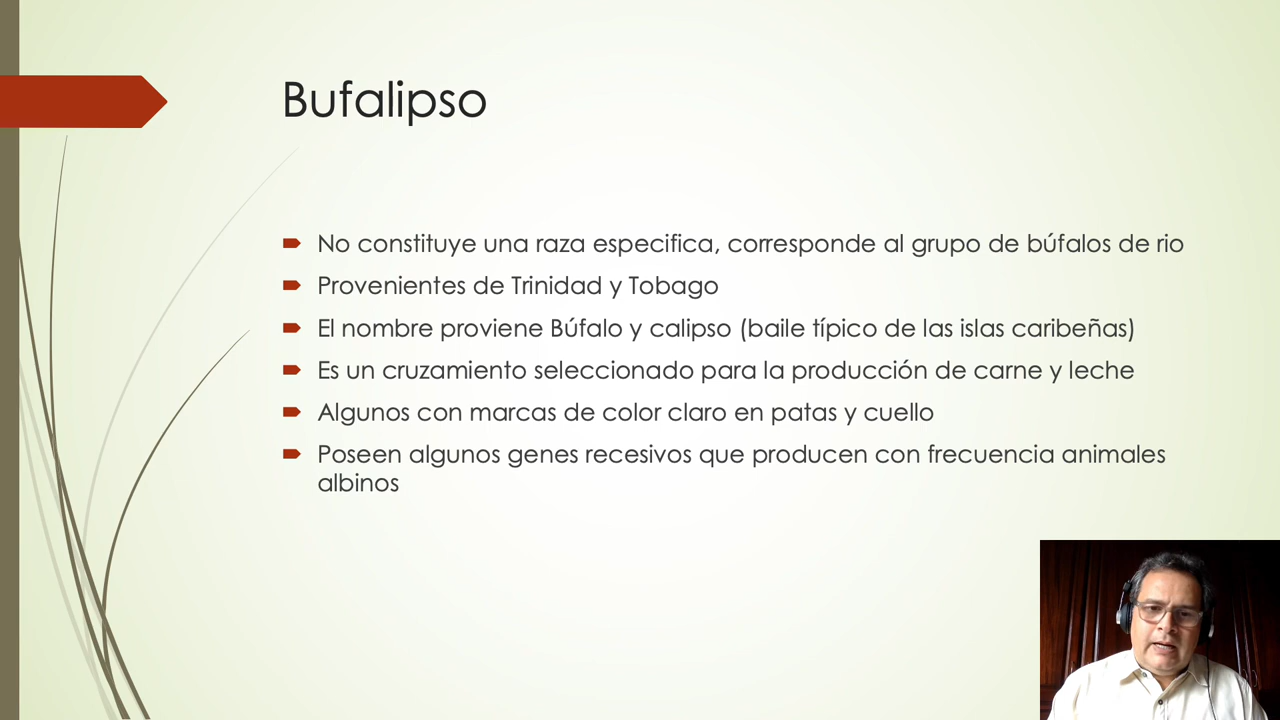 Bufalipso
No constituye una raza especifica, corresponde al grupo de búfalos de rio
Provenientes de Trinidad y Tobago
El nombre proviene Búfalo y calipso (baile típico de las islas caribeñas)
Es un cruzamiento seleccionado para la producción de carne y leche
Algunos con marcas de color claro en patas y cuello
Poseen algunos genes recesivos que producen con frecuencia animales
albinos